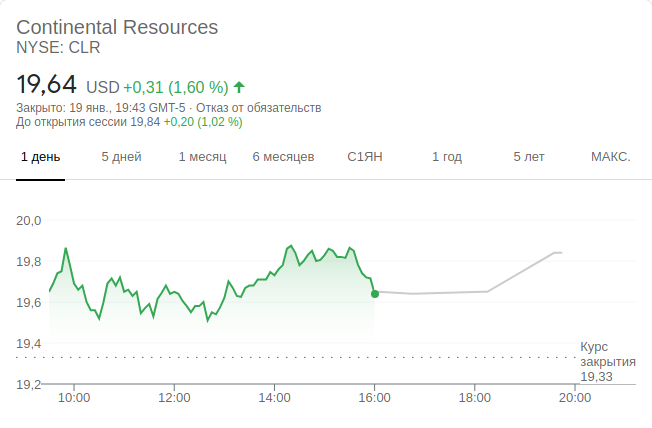 Continental Resources
NYSE: CLR
19,64 USD +0,31 (1,60 %)
Закрыто: 19 янв., 19:43 GMT-5 · Отказ от обязательств
До открытия сессии 19,84 +0,20 (1,02 %)
1 день 5 дней 1 месяц 6 месяцев С1ЯН 1 год 5 лет МАКС.
20,0
19,8
19,6
19,4
19,2
Курс
закрытия
19,33
10:00 12:00 14:00 16:00 18:00 20:00